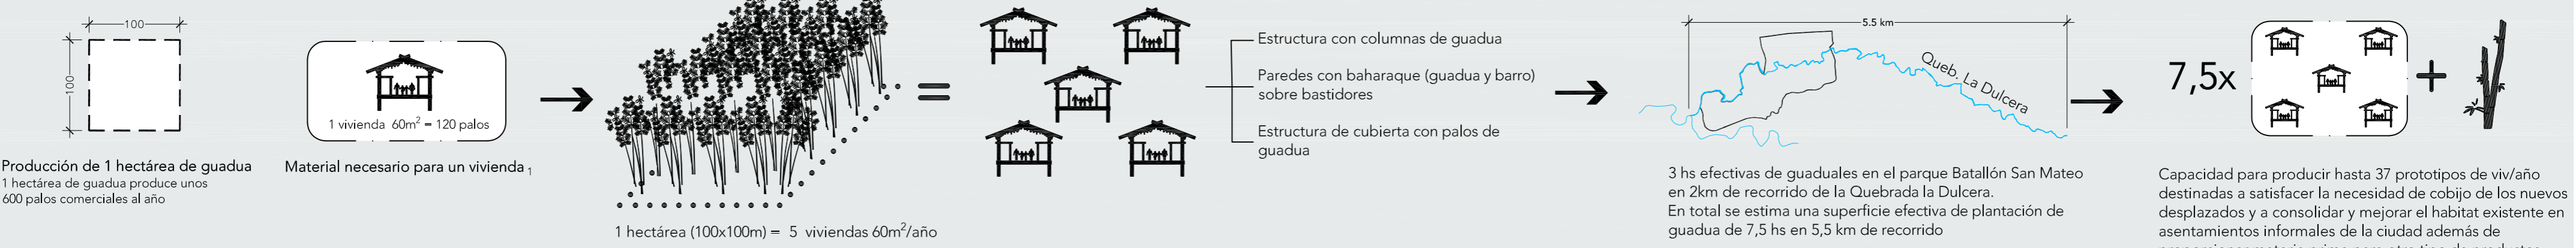 100
100
Producción de 1 hectárea de guadua
1 hectárea de guadua produce unos
600 palos comerciales al año
1 vivienda 60m² = 120 palos
Material necesario para un vivienda 1
1 hectárea (100x100m) = 5 viviendas 60m²/año
Estructura con columnas de guadua
Paredes con baharaque (guadua y barro)
sobre bastidores
Estructura de cubierta con palos de
guadua
5.5 km
Queb. La Dulcera
3 hs efectivas de guaduales en el parque Batallón San Mateo
en 2km de recorrido de la Quebrada la Dulcera.
En total se estima una superficie efectiva de plantación de
guadua de 7,5 hs en 5,5 km de recorrido
7,5x
Capacidad para producir hasta 37 prototipos de viv/año
destinadas a satisfacer la necesidad de cobijo de los nuevos
desplazados y a consolidar y mejorar el habitat existente en
asentamientos informales de la ciudad además de